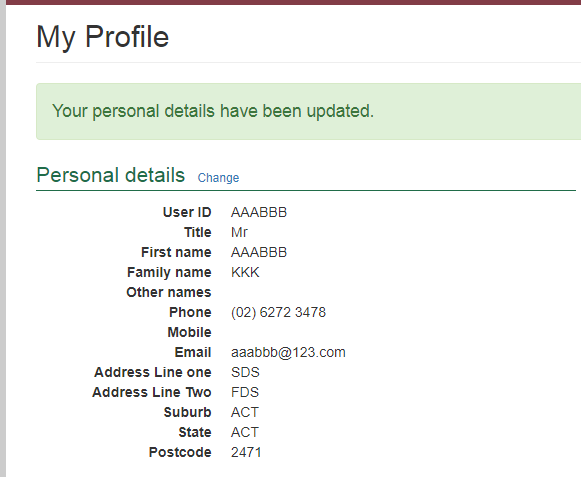 My Profile
Your personal details have been updated.
Personal details Change
User ID AAABBB
Title Mr
First name AAABBB
Family name KKK
Other names
Phone (02) 6272 3478
Mobile
Email aaabbb@123.com
Address Line one SDS
Address Line Two FDS
Suburb ACT
State ACT
Postcode 2471